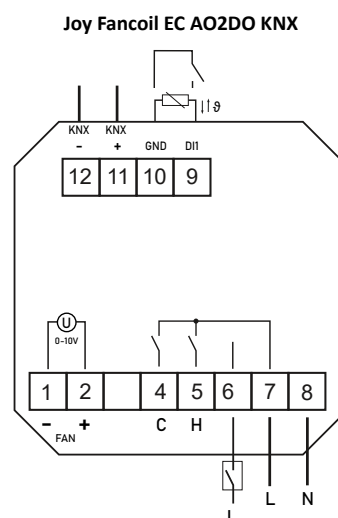 Joy Fancoil EC AO2DO KNX
ϑ
KNX KNX
- + GND DI1
12 11 10 9
U
0-10V
1 2 4 5 6 7 8
- + C H
FAN
L L N